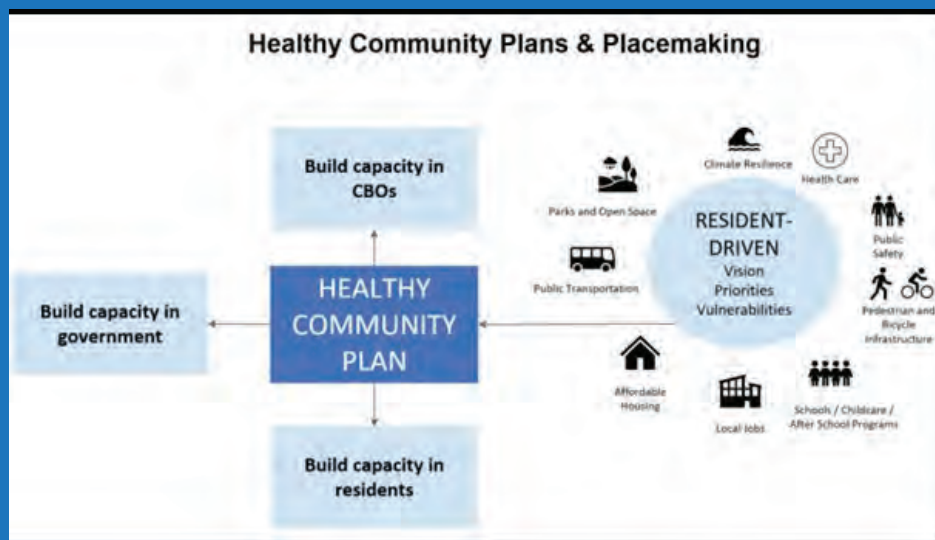 Healthy Community Plans & Placemaking
Build capacity in
CBOs
Build capacity in
government
HEALTHY
COMMUNITY
PLAN
Build capacity in
residents
Climate Resilience
Health Care
Parks and Open Space
RESIDENT-
DRIVEN
Vision
Priorities
Vulnerabilities
Public
Safety
Public Transportation
Pedestrian and
Bicycle
Infrastructure
Affordable
Housing
Local Jobs
Schools / Childcare /
After School Programs